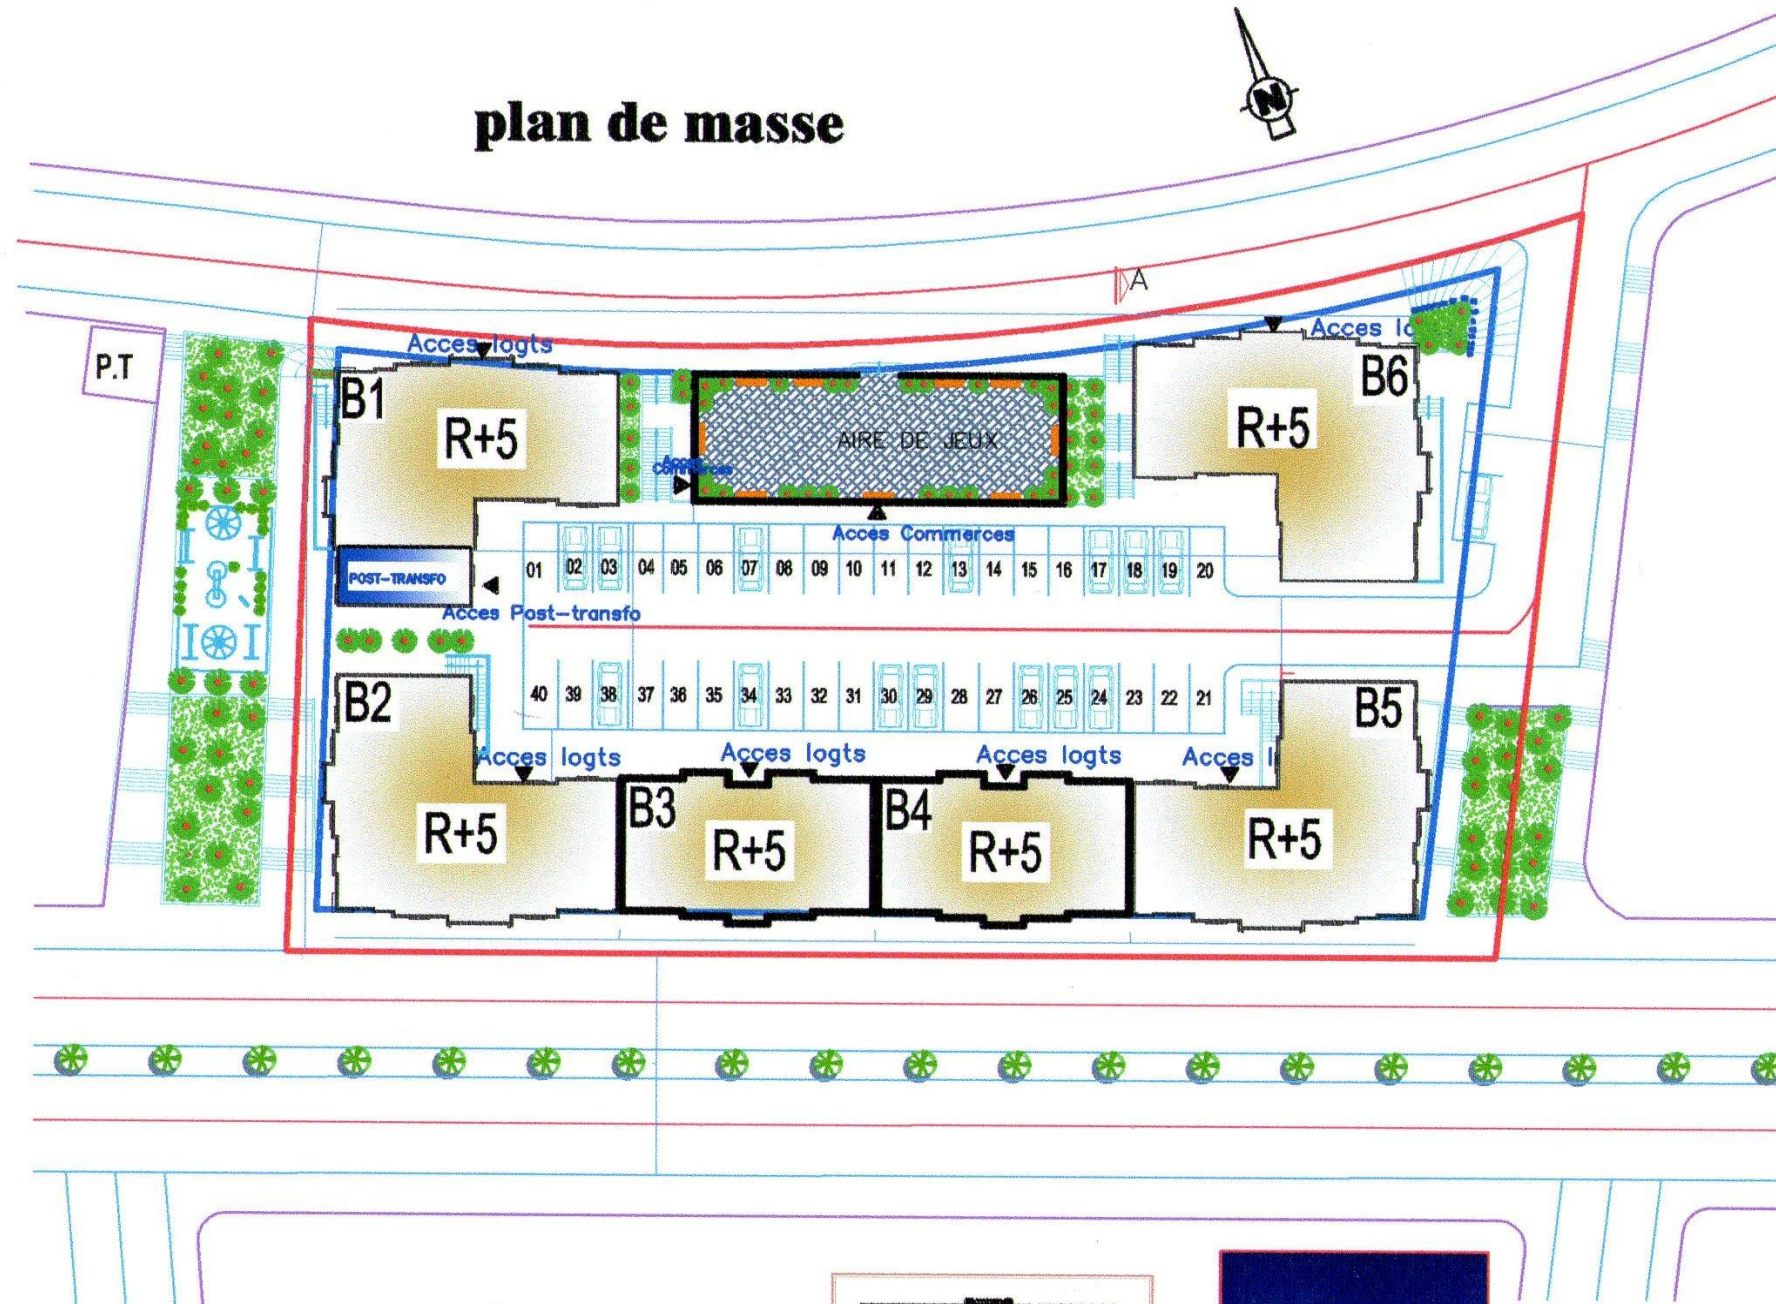 plan de masse
N
A
P.T
Acces logts
Acces lo
B1
R+5
B6
R+5
AIRE DE JEUX
Acces
Commerces
Acces Commerces
POST-TRANSFO
01 02 03 04 05 06 07 08 09 10 11 12 13 14 15 16 17 18 19 20
Acces Post-transfo
40 39 38 37 36 35 34 33 32 31 30 29 28 27 26 25 24 23 22 21
B2
B5
Acces logts
Acces logts
Acces logts
Acces l
B3
B4
R+5
R+5
R+5
R+5